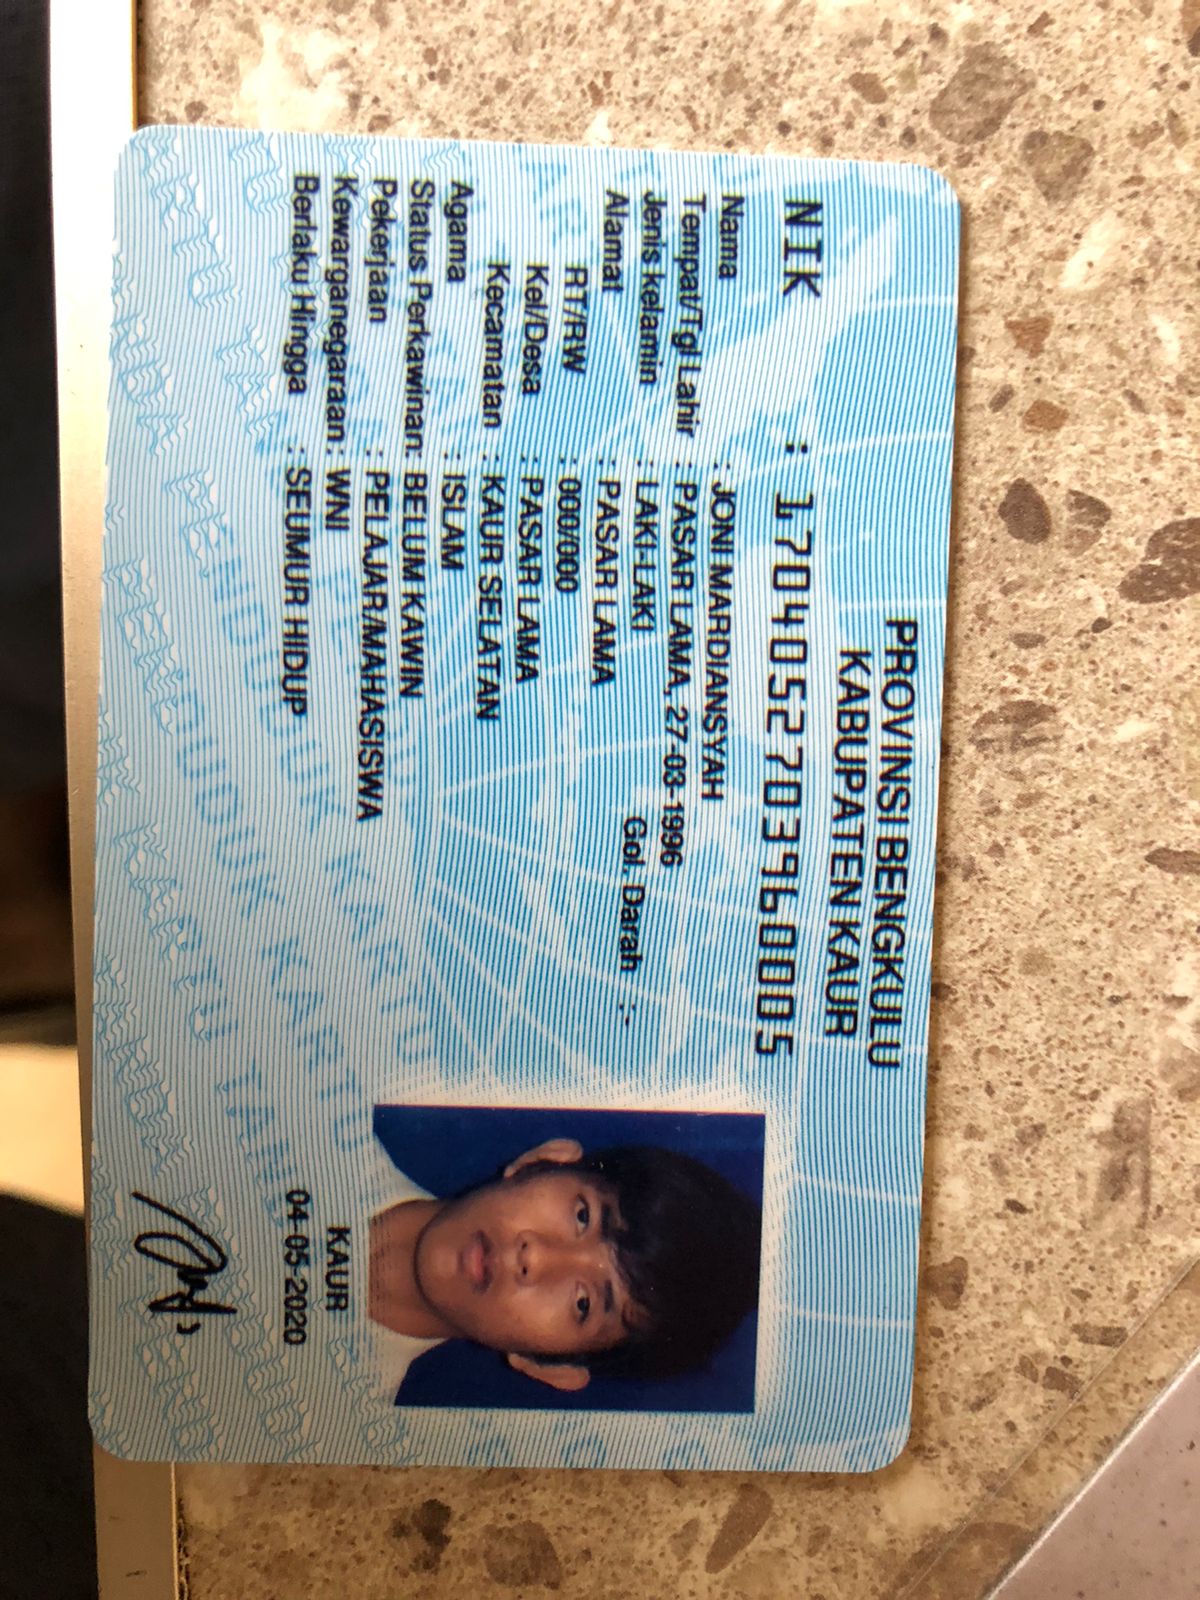 PROVINSI BENGKULU
KABUPATEN KAUR
NIK : 1704052703960005
Nama : JONI MARDIANSYAH
Tempat/Tgl Lahir : PASAR LAMA, 27-03-1996
Jenis kelamin : LAKI-LAKI Gol. Darah :-
Alamat : PASAR LAMA
RT/RW : 000/000
Kel/Desa : PASAR LAMA
Kecamatan : KAUR SELATAN
Agama : ISLAM
Status Perkawinan: BELUM KAWIN
Pekerjaan : PELAJAR/MAHASISWA
Kewarganegaraan : WNI
Berlaku Hingga : SEUMUR HIDUP
KAUR
04-05-2020